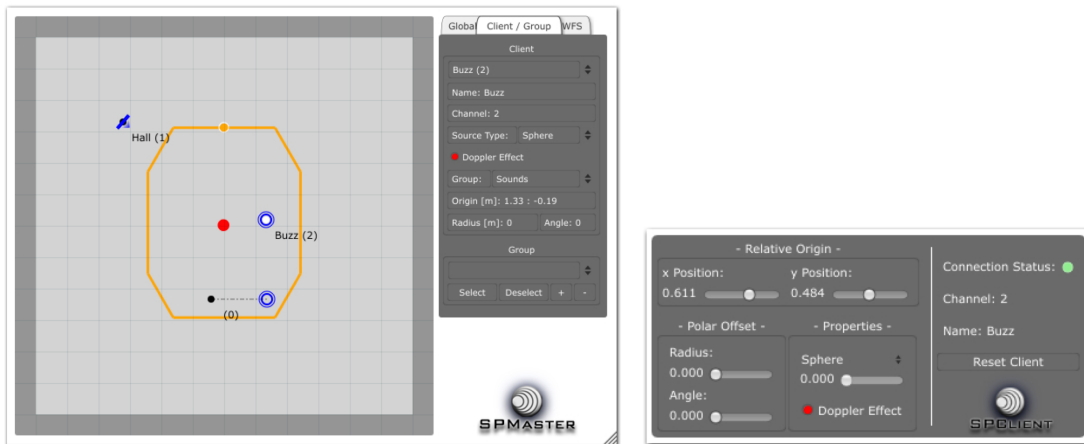 Global Client / Group WFS
Client
Buzz (2)
Name: Buzz
Channel: 2
Source Type: Sphere
Doppler Effect
Group: Sounds
Origin [m]: 1.33 : -0.19
Radius [m]: 0 Angle: 0
Group
Select Deselect + -
SPMASTER
Hall (1)
Buzz (2)
(0)
- Relative Origin -
x Position: y Position:
0.611 0.484
- Polar Offset -
Radius:
0.000
Angle:
0.000
- Properties -
Sphere
0.000
Doppler Effect
Connection Status:
Channel: 2
Name: Buzz
Reset Client
SPCLIENT